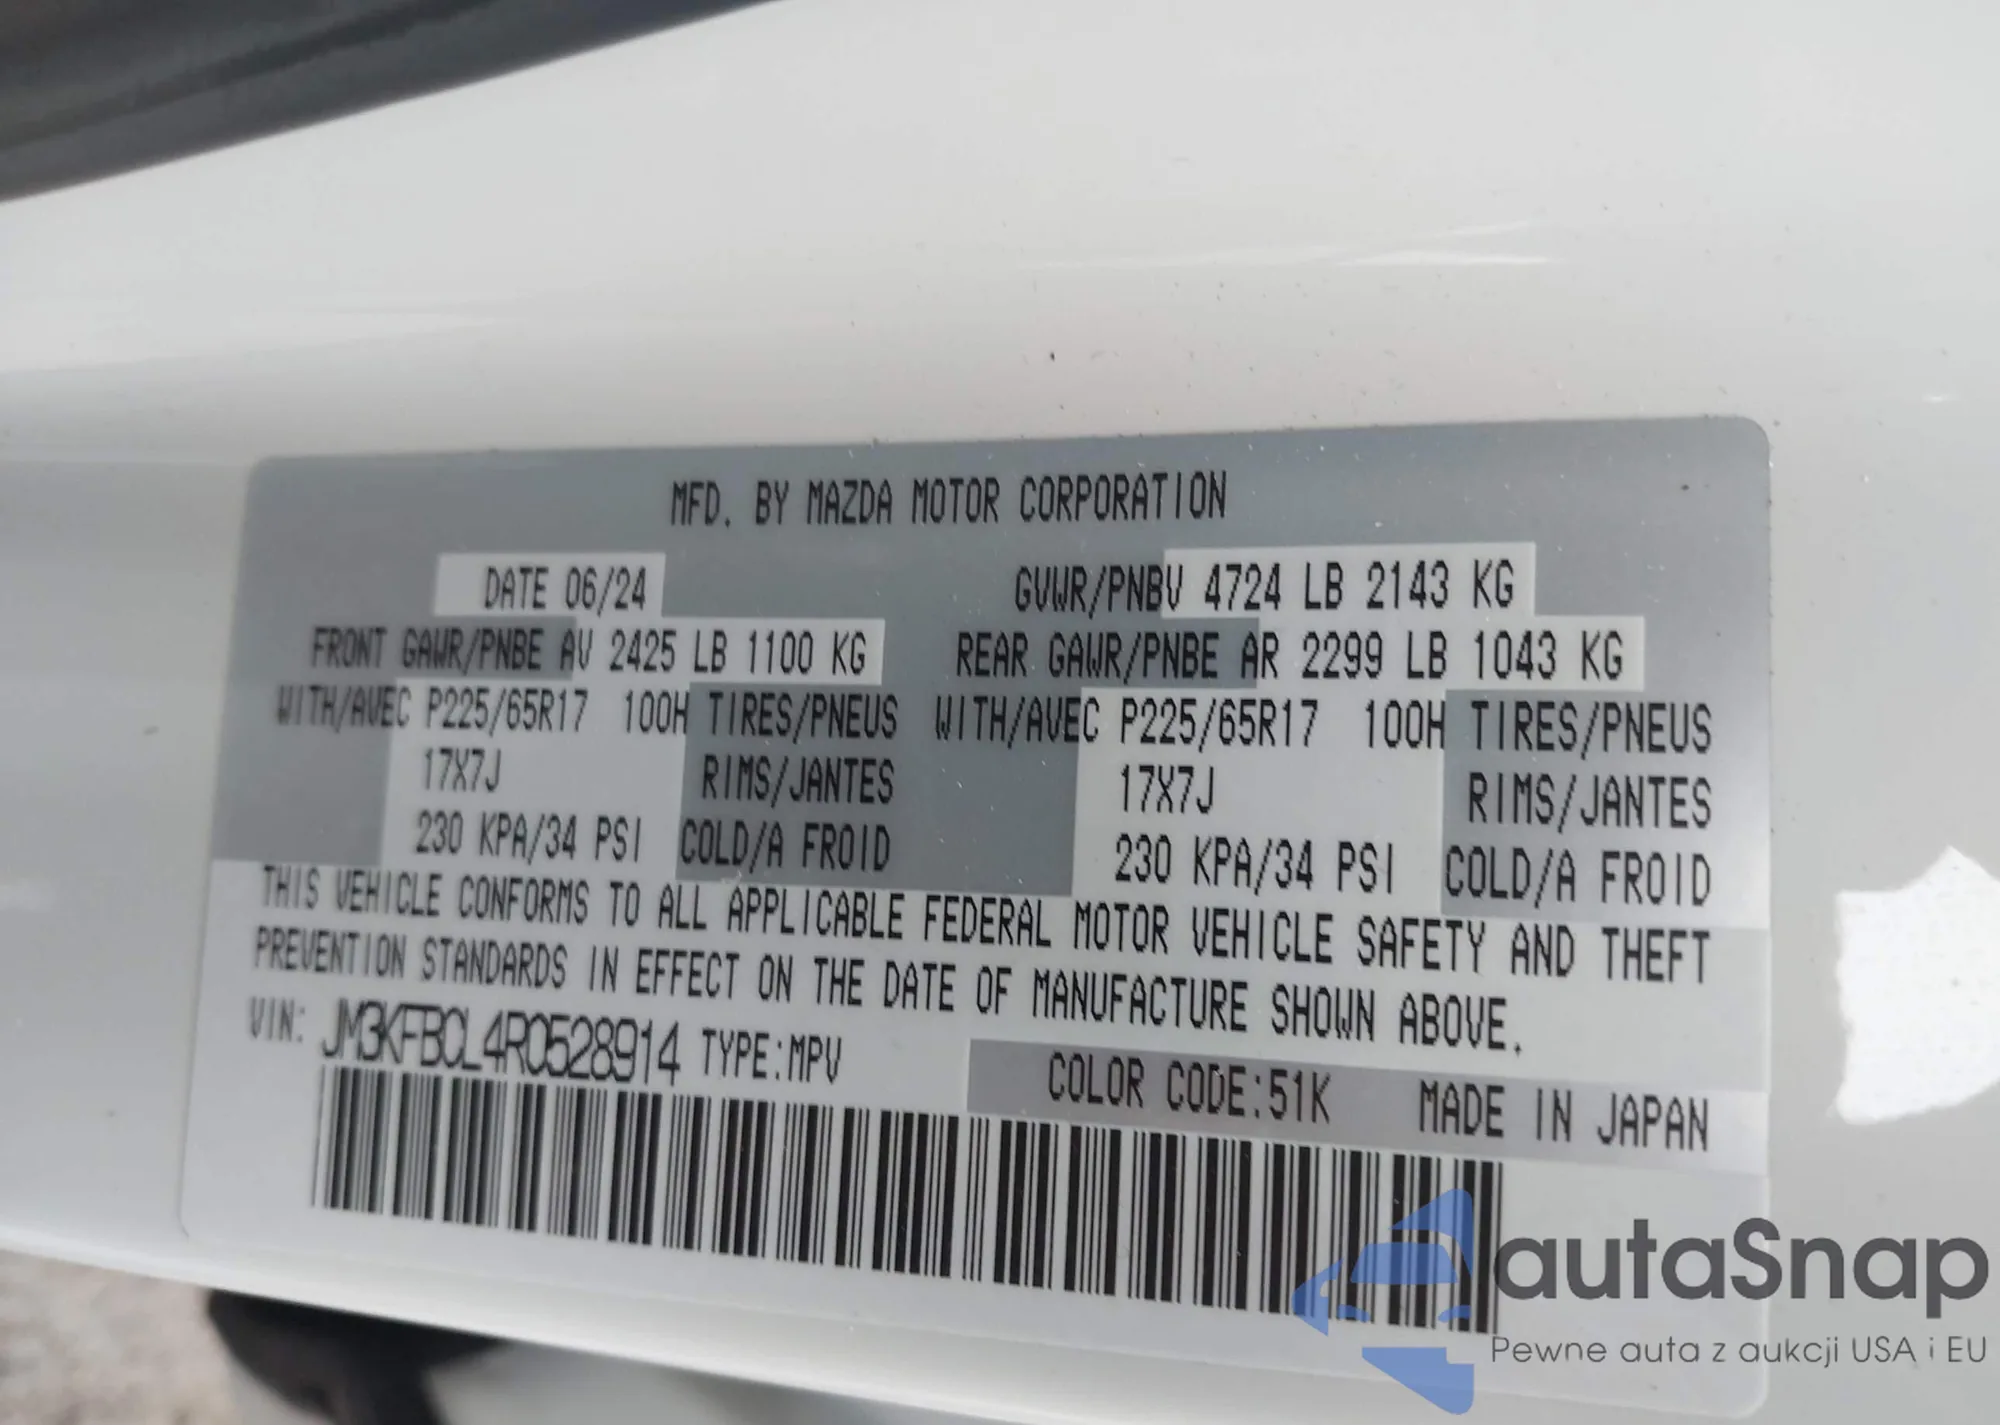 MFD. BY MAZDA MOTOR CORPORATION
DATE 06/24 GVWR/PNBV 4724 LB 2143 KG
FRONT GAWR/PNBE AV 2425 LB 1100 KG REAR GAWR/PNBE AR 2299 LB 1043 KG
WITH/AVEC P225/65R17 100H TIRES/PNEUS WITH/AVEC P225/65R17 100H TIRES/PNEUS
17X7J RIMS/JANTES 17X7J RIMS/JANTES
230 KPA/34 PSI COLD/A FROID 230 KPA/34 PSI COLD/A FROID
THIS VEHICLE CONFORMS TO ALL APPLICABLE FEDERAL MOTOR VEHICLE SAFETY AND THEFT
PREVENTION STANDARDS IN EFFECT ON THE DATE OF MANUFACTURE SHOWN ABOVE.
VIN: JM3KFBCL4R0528914 TYPE:MPV
COLOR CODE:51K MADE IN JAPAN
autaSnap
Pewne auta z aukcji USA i EU